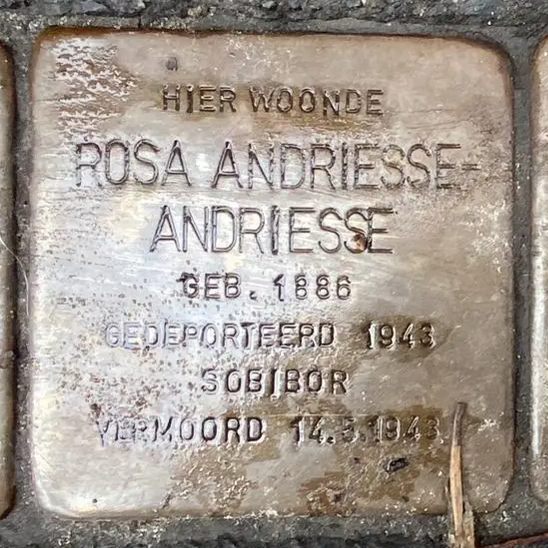 HIER WOONDE
ROSA ANDRIESSE-
ANDRIESSE
GEB. 1886
GEDEPORTEERD 1943
SOBIBOR
VERMOORD 14.5.1943